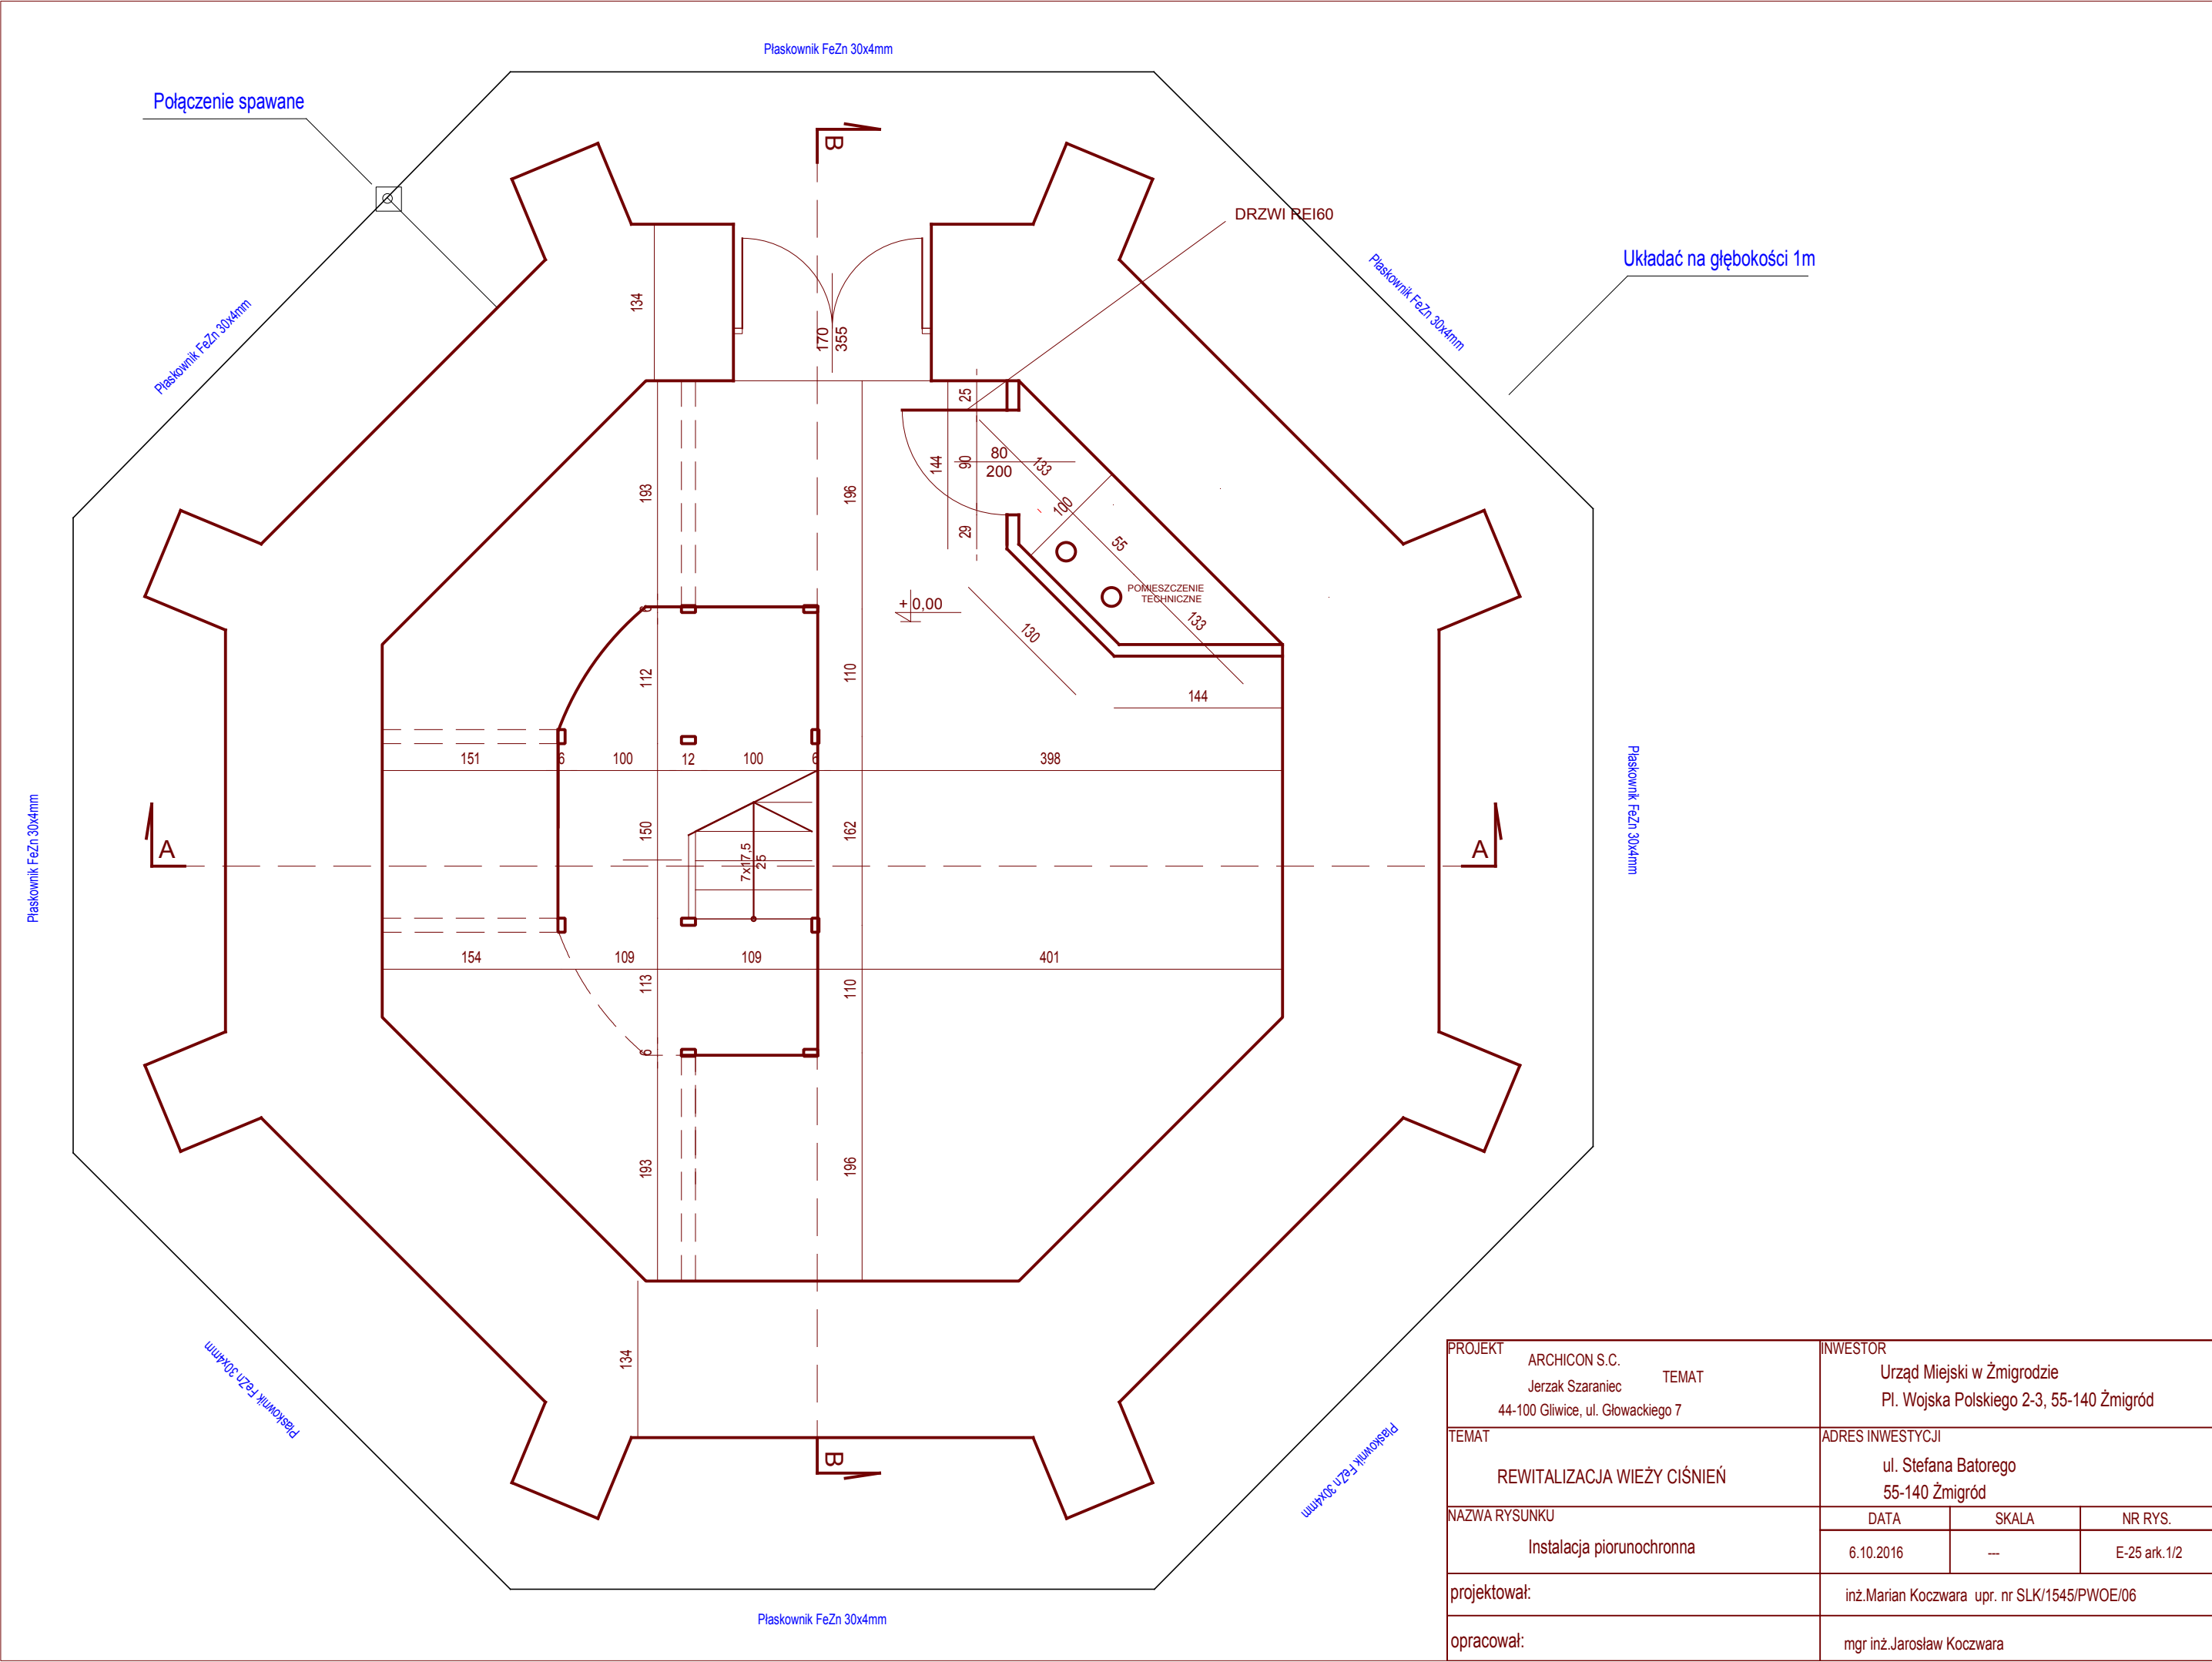 Płaskownik FeZn 30x4mm
Połączenie spawane
B
DRZWI REI60
Układać na głębokości 1m
Płaskownik FeZn 30x4mm
Płaskownik FeZn 30x4mm
134
170
355
25
193
196
144
90
80
200
133
100
29
55
POMIESZCZENIE
TECHNICZNE
+ 0,00
6
133
130
112
110
144
151
6
100
12
100
6
398
Płaskownik FeZn 30x4mm
Płaskownik FeZn 30x4mm
A
150
7x17,5
25
162
A
154
109
109
401
113
110
6
193
196
134
Płaskownik FeZn 30x4mm
Płaskownik FeZn 30x4mm
B
Płaskownik FeZn 30x4mm
PROJEKT
ARCHICON S.C.
TEMAT
Jerzak Szaraniec
44-100 Gliwice, ul. Głowackiego 7
INWESTOR
Urząd Miejski w Żmigrodzie
Pl. Wojska Polskiego 2-3, 55-140 Żmigród
TEMAT
REWITALIZACJA WIEŻY CIŚNIEŃ
ADRES INWESTYCJI
ul. Stefana Batorego
55-140 Żmigród
NAZWA RYSUNKU
Instalacja piorunochronna
DATA
SKALA
NR RYS.
6.10.2016
---
E-25 ark.1/2
projektował:
inż.Marian Koczwara upr. nr SLK/1545/PWOE/06
opracował:
mgr inż.Jarosław Koczwara